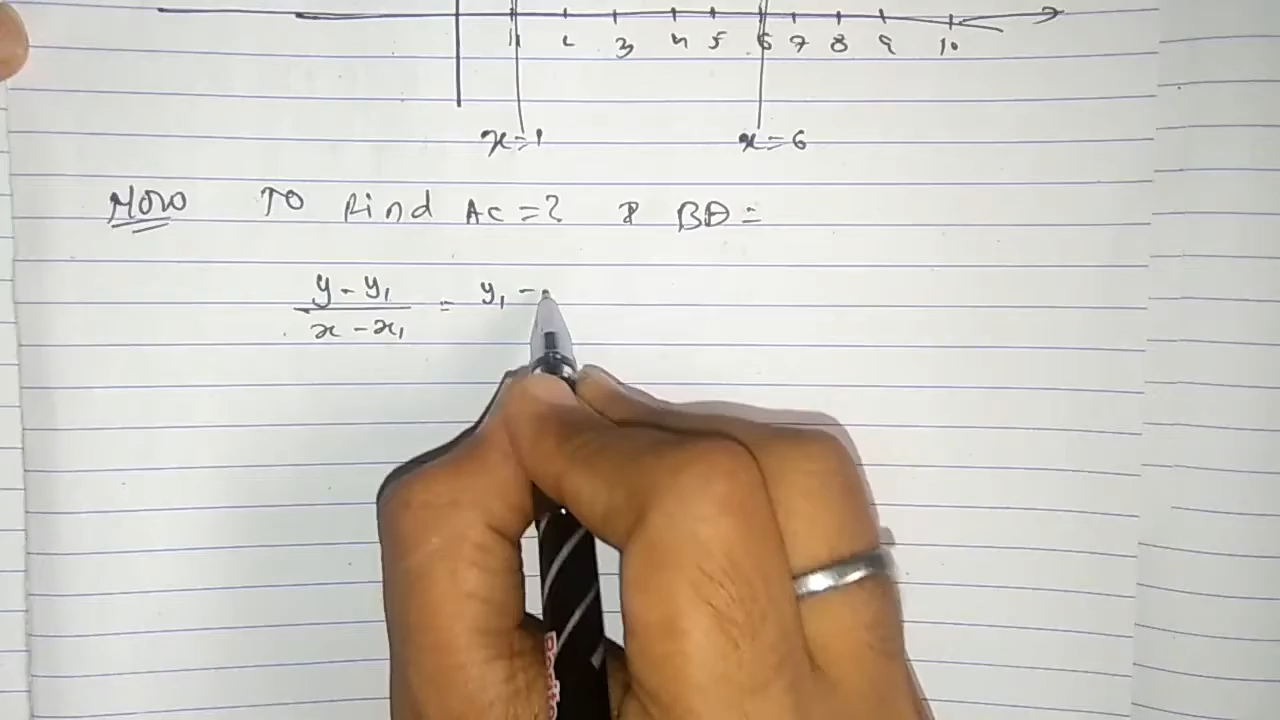 1 2 3 4 5 6 7 8 9 10
x=1 x=6
Now To find AC=? & BD=
y-y₁ = y₁ -
x-x₁